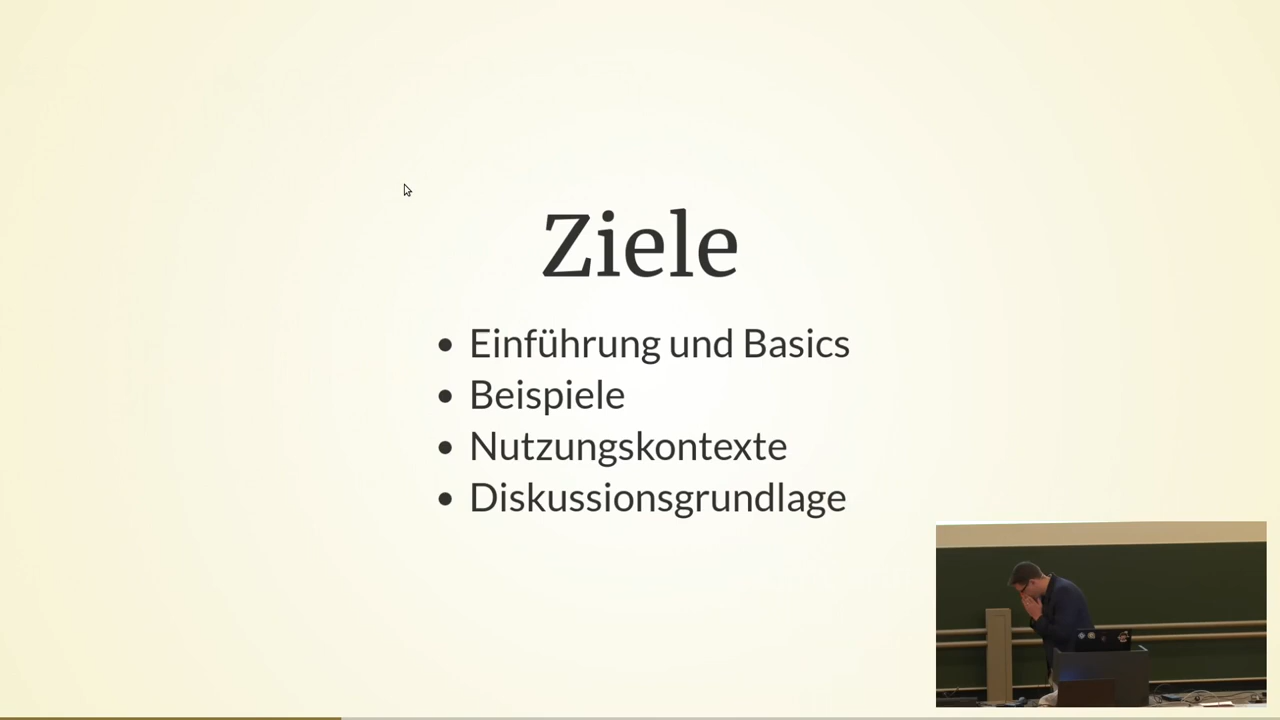 Ziele
• Einführung und Basics
• Beispiele
• Nutzungskontexte
• Diskussionsgrundlage